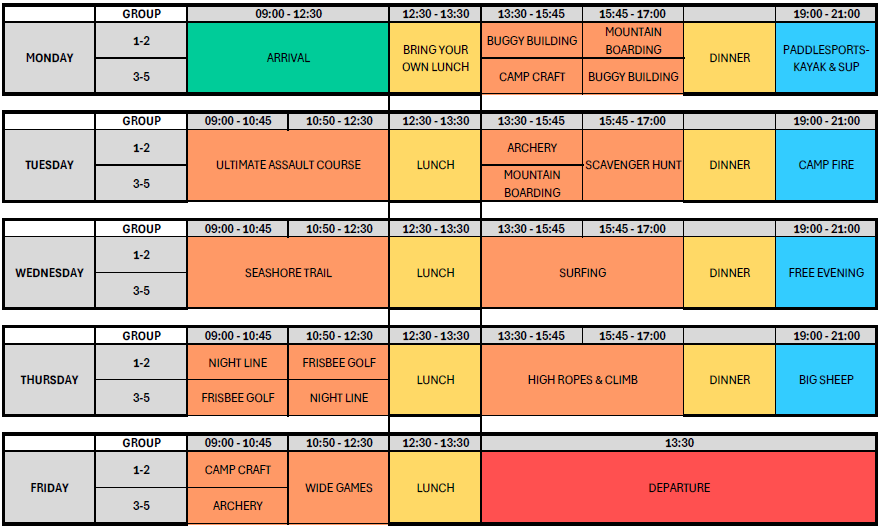 GROUP 09:00 - 12:30 12:30 - 13:30 13:30 - 15:45 15:45 - 17:00 19:00 - 21:00
MONDAY
1-2
3-5
ARRIVAL
BRING YOUR
OWN LUNCH
BUGGY BUILDING
MOUNTAIN
BOARDING
CAMP CRAFT
BUGGY BUILDING
DINNER
PADDLESPORTS-
KAYAK & SUP
GROUP 09:00 - 10:45 10:50 - 12:30 12:30 - 13:30 13:30 - 15:45 15:45 - 17:00 19:00 - 21:00
TUESDAY
1-2
3-5
ULTIMATE ASSAULT COURSE
LUNCH
ARCHERY
MOUNTAIN
BOARDING
SCAVENGER HUNT
DINNER
CAMP FIRE
GROUP 09:00 - 10:45 10:50 - 12:30 12:30 - 13:30 13:30 - 15:45 15:45 - 17:00 19:00 - 21:00
WEDNESDAY
1-2
3-5
SEASHORE TRAIL
LUNCH
SURFING
DINNER
FREE EVENING
GROUP 09:00 - 10:45 10:50 - 12:30 12:30 - 13:30 13:30 - 15:45 15:45 - 17:00 19:00 - 21:00
THURSDAY
1-2
3-5
NIGHT LINE
FRISBEE GOLF
FRISBEE GOLF
NIGHT LINE
LUNCH
HIGH ROPES & CLIMB
DINNER
BIG SHEEP
GROUP 09:00 - 10:45 10:50 - 12:30 12:30 - 13:30 13:30
FRIDAY
1-2
3-5
CAMP CRAFT
ARCHERY
WIDE GAMES
LUNCH
DEPARTURE